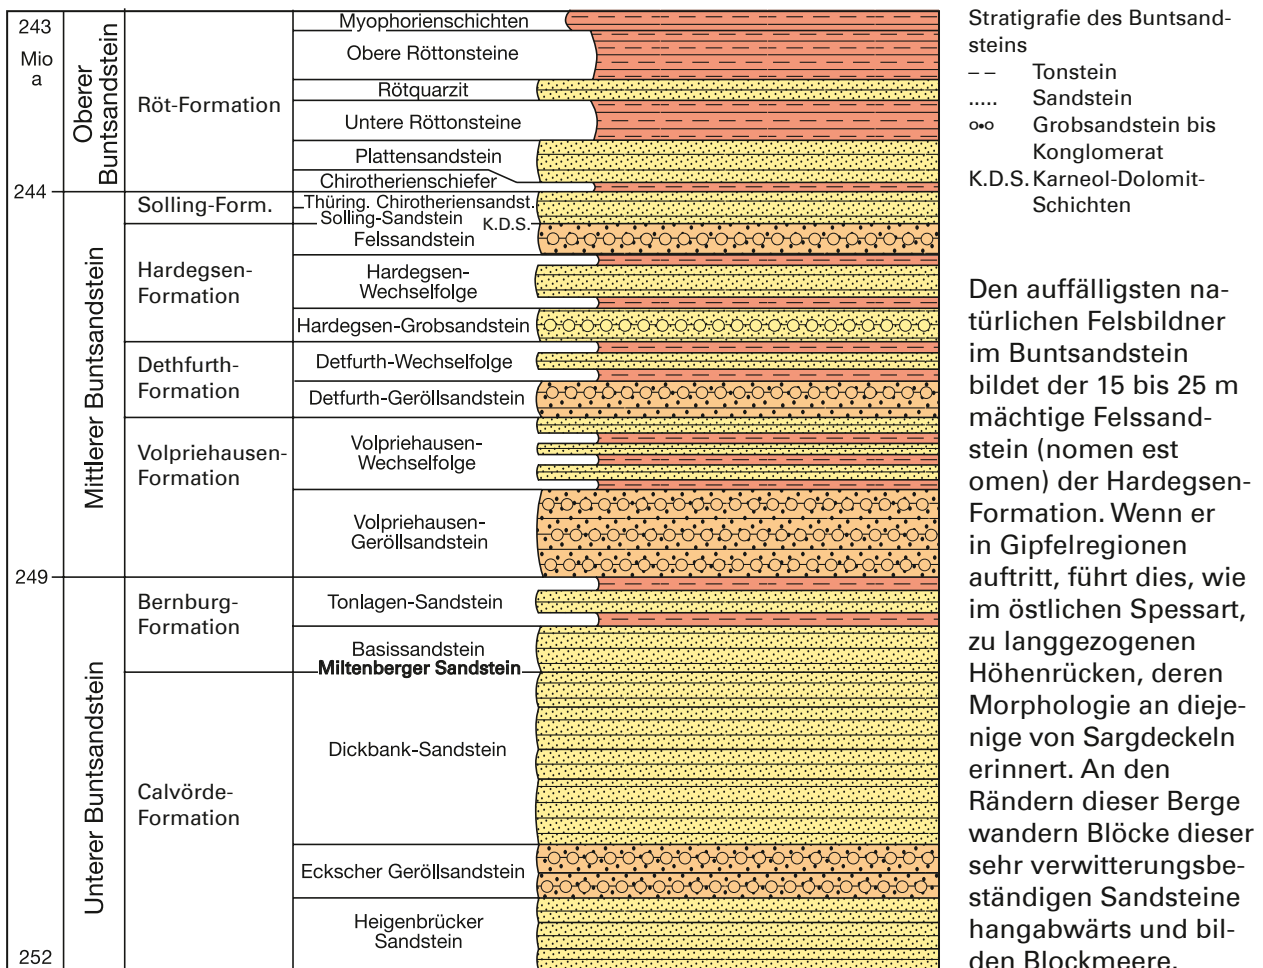 243
Mio
a
Oberer
Buntsandstein
Röt-Formation
Myophorienschichten
Obere Röttonsteine
Rötquarzit
Untere Röttonsteine
Plattensandstein
Chirotherienschiefer
244
Mittlerer Buntsandstein
Solling-Form.
Thüring. Chirotheriensandst.
Solling-Sandstein
K.D.S.
Hardegsen-
Formation
Felssandstein
Hardegsen-
Wechselfolge
Hardegsen-Grobsandstein
Dethfurth-
Formation
Detfurth-Wechselfolge
Detfurth-Geröllsandstein
Volpriehausen-
Formation
Volpriehausen-
Wechselfolge
Volpriehausen-
Geröllsandstein
249
Unterer Buntsandstein
Bernburg-
Formation
Tonlagen-Sandstein
Basissandstein
Miltenberger Sandstein
Calvörde-
Formation
Dickbank-Sandstein
Eckscher Geröllsandstein
Heigenbrücker
Sandstein
252
Stratigrafie des Buntsand-
steins
– – Tonstein
..... Sandstein
o•o Grobsandstein bis
Konglomerat
K.D.S. Karneol-Dolomit-
Schichten
Den auffälligsten na-
türlichen Felsbildner
im Buntsandstein
bildet der 15 bis 25 m
mächtige Felssand-
stein (nomen est
omen) der Hardegsen-
Formation. Wenn er
in Gipfelregionen
auftritt, führt dies, wie
im östlichen Spessart,
zu langgezogenen
Höhenrücken, deren
Morphologie an dieje-
nige von Sargdeckeln
erinnert. An den
Rändern dieser Berge
wandern Blöcke dieser
sehr verwitterungsbe-
ständigen Sandsteine
hangabwärts und bil-
den Blockmeere.